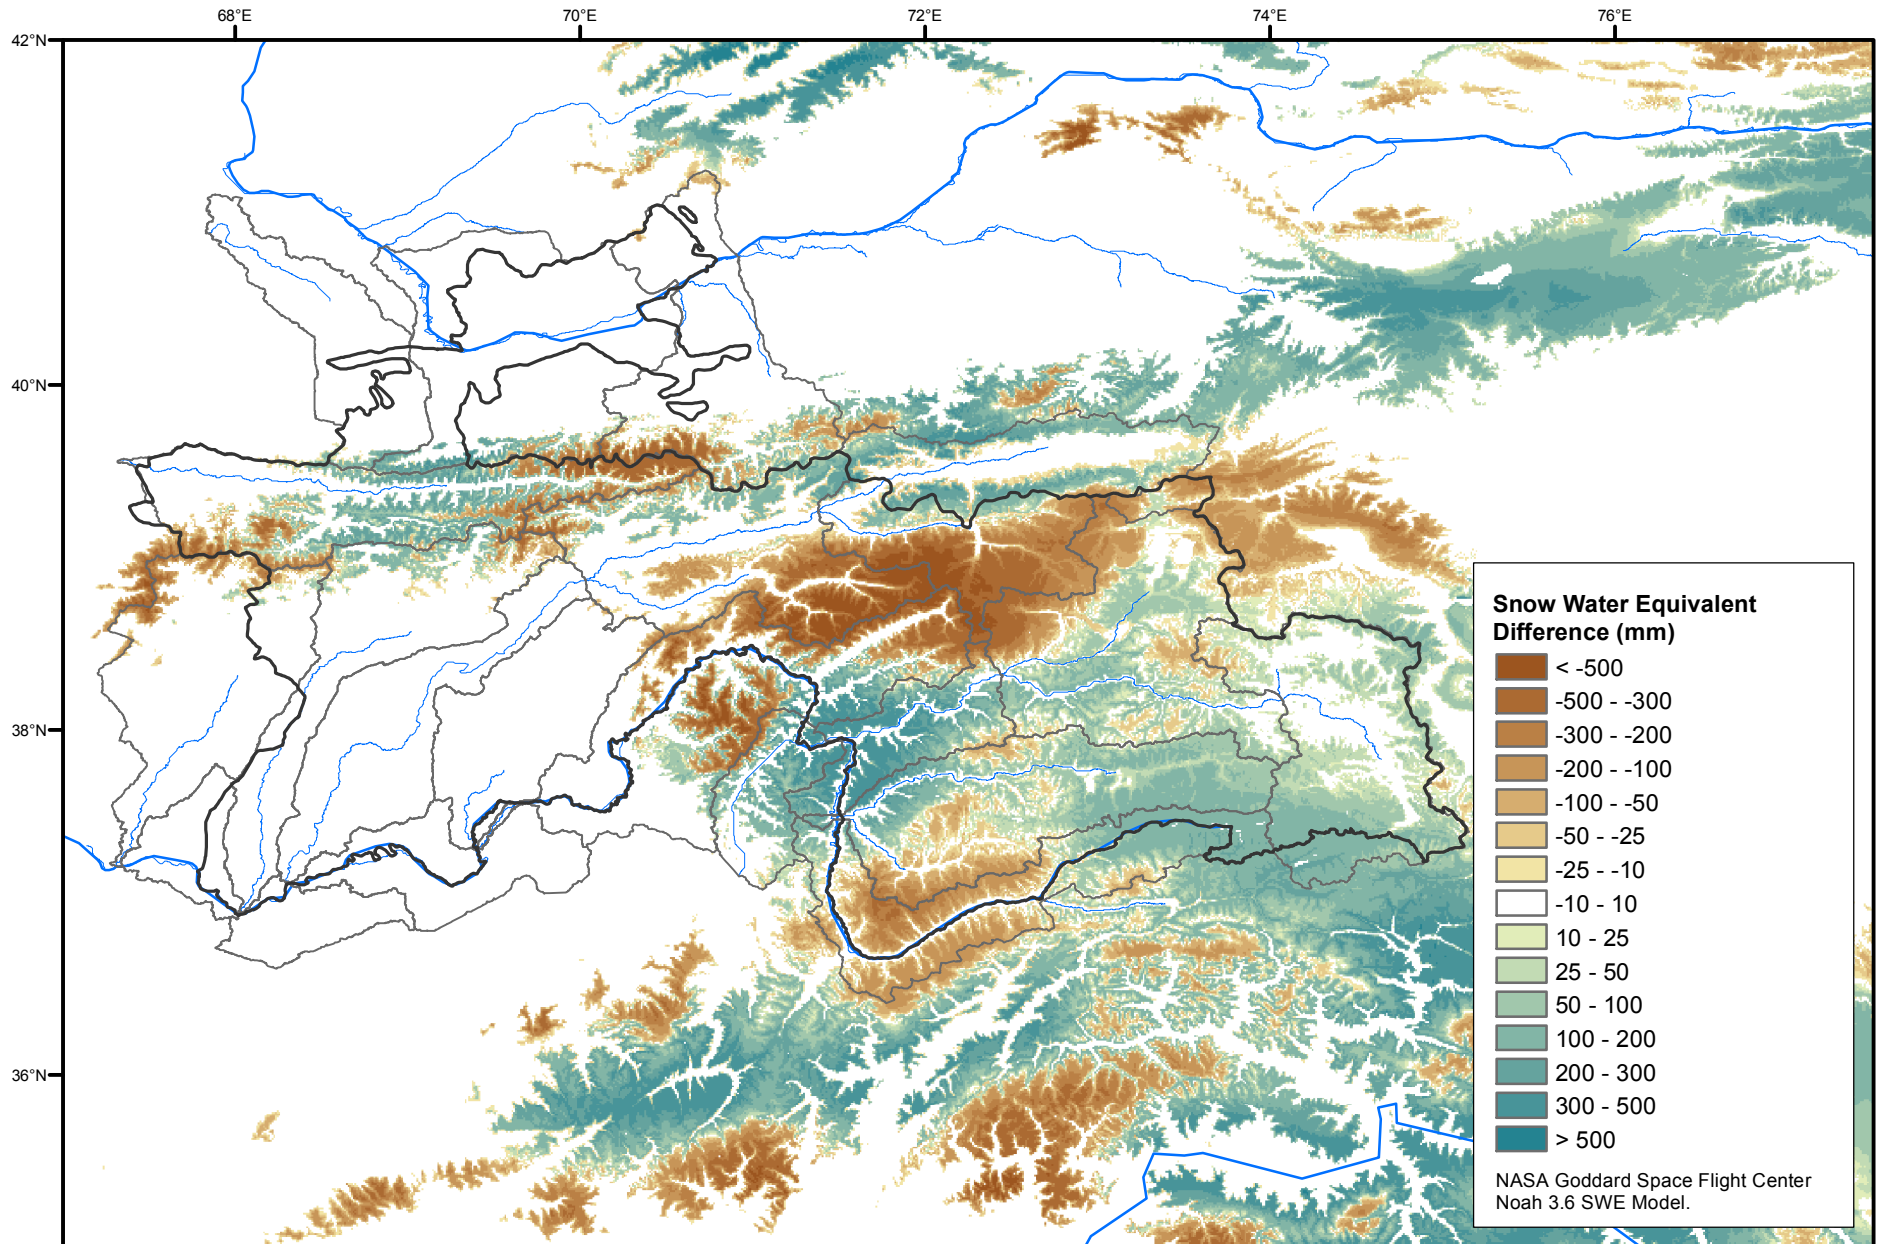 68°E
70°E
72°E
74°E
76°E
42°N
40°N
38°N
36°N
Snow Water Equivalent
Difference (mm)
< -500
-500 - -300
-300 - -200
-200 - -100
-100 - -50
-50 - -25
-25 - -10
-10 - 10
10 - 25
25 - 50
50 - 100
100 - 200
200 - 300
300 - 500
> 500
NASA Goddard Space Flight Center
Noah 3.6 SWE Model.